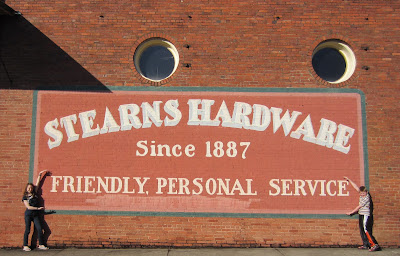 STEARNS HARDWARE
Since 1887
FRIENDLY, PERSONAL SERVICE